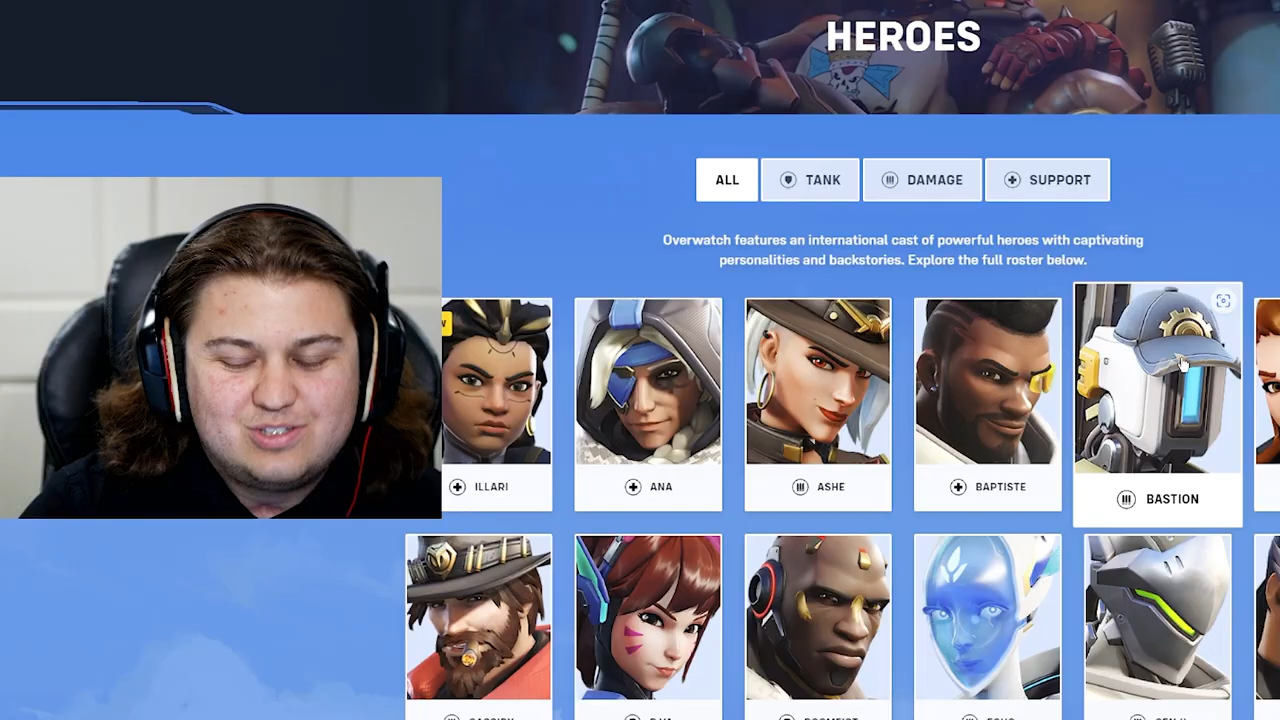 HEROES
ALL
TANK
DAMAGE
SUPPORT
Overwatch features an international cast of powerful heroes with captivating
personalities and backstories. Explore the full roster below.
ILLARI
ANA
ASHE
BAPTISTE
BASTION